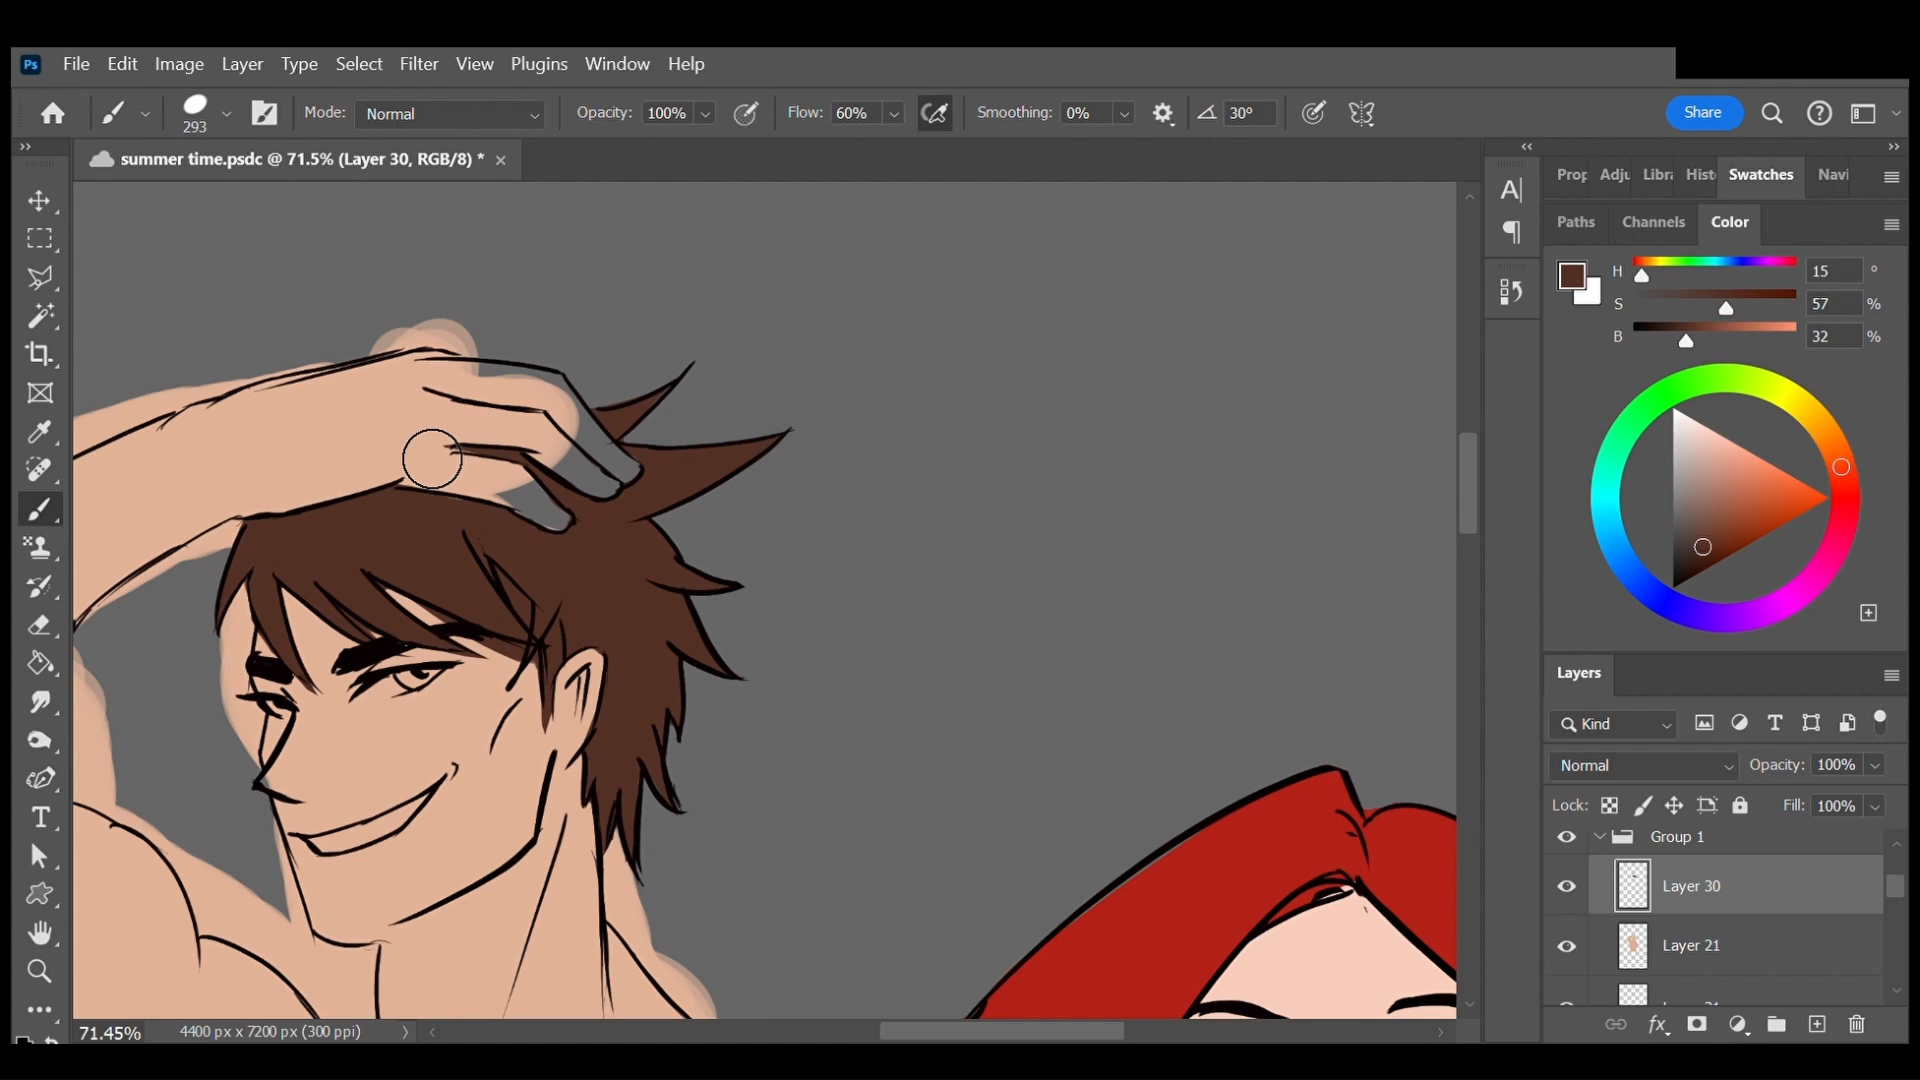 Ps File Edit Image Layer Type Select Filter View Plugins Window Help
293 Mode: Normal Opacity: 100% Flow: 60% Smoothing: 0% 30° Share
summer time.psdc @ 71.5% (Layer 30, RGB/8) *
Prop Adju Libra Histo Swatches Navi
Paths Channels Color
H 15 °
S 57 %
B 32 %
Layers
Kind
Normal Opacity: 100%
Lock: Fill: 100%
Group 1
Layer 30
Layer 21
71.45% 4400 px x 7200 px (300 ppi)